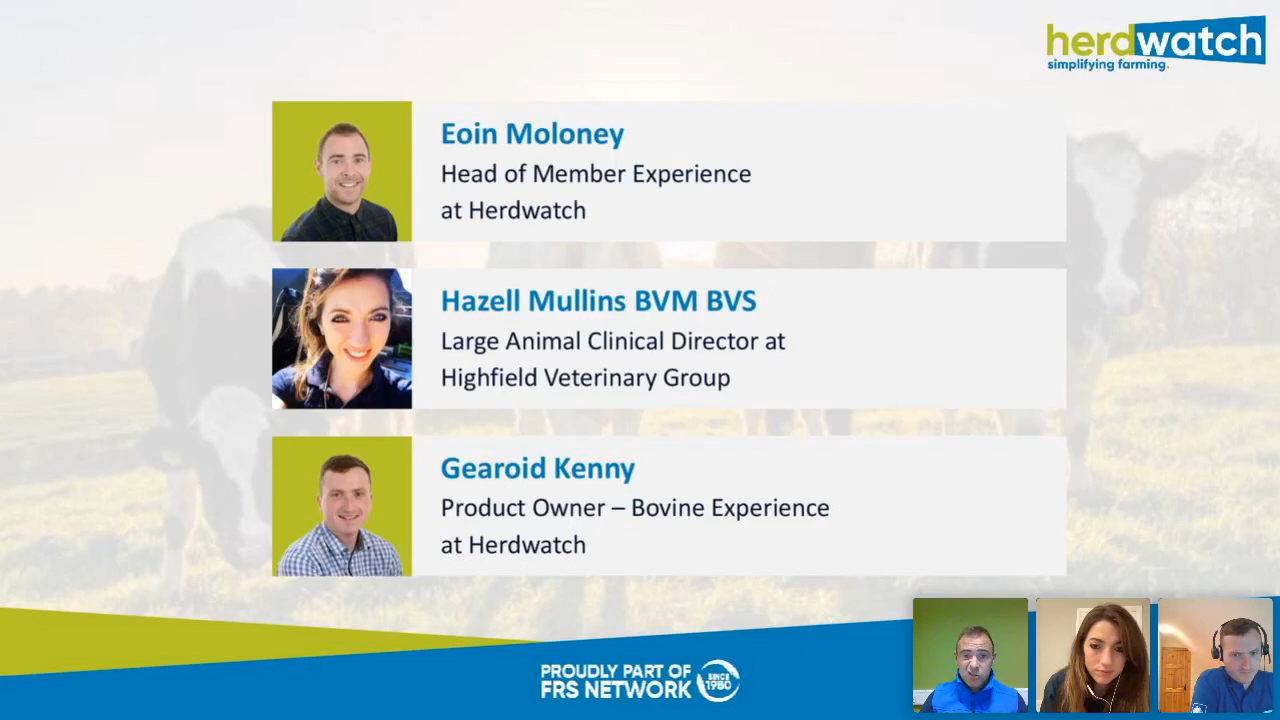 herdwatch
simplifying farming.
Eoin Moloney
Head of Member Experience
at Herdwatch
Hazell Mullins BVM BVS
Large Animal Clinical Director at
Highfield Veterinary Group
Gearoid Kenny
Product Owner – Bovine Experience
at Herdwatch
PROUDLY PART OF
FRS NETWORK
SINCE
1980